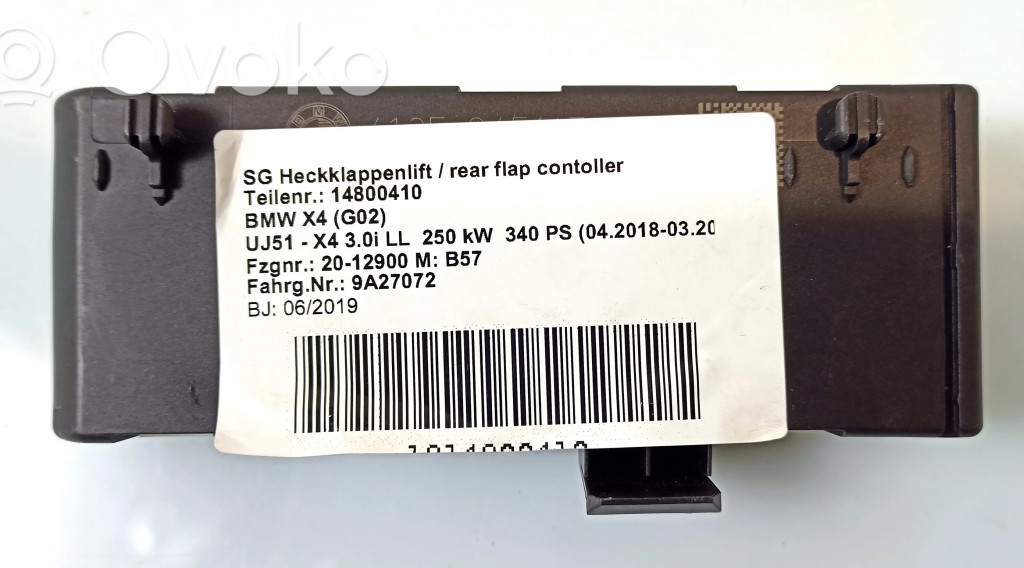 Ovoko
BMW
SG Heckklappenlift / rear flap contoller
Teilenr.: 14800410
BMW X4 (G02)
UJ51 - X4 3.0i LL 250 kW 340 PS (04.2018-03.20
Fzgnr.: 20-12900 M: B57
Fahrg.Nr.: 9A27072
BJ: 06/2019